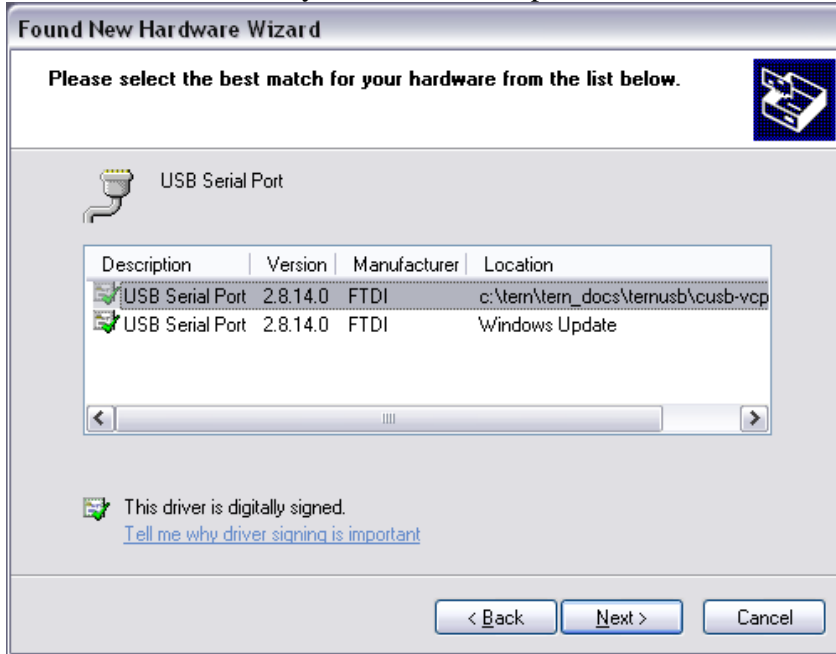 Found New Hardware Wizard
Please select the best match for your hardware from the list below.
USB Serial Port
Description Version Manufacturer Location
USB Serial Port 2.8.14.0 FTDI c:\tern\tern_docs\ternusb\cusb-vcp
USB Serial Port 2.8.14.0 FTDI Windows Update
This driver is digitally signed.
Tell me why driver signing is important
< Back Next > Cancel